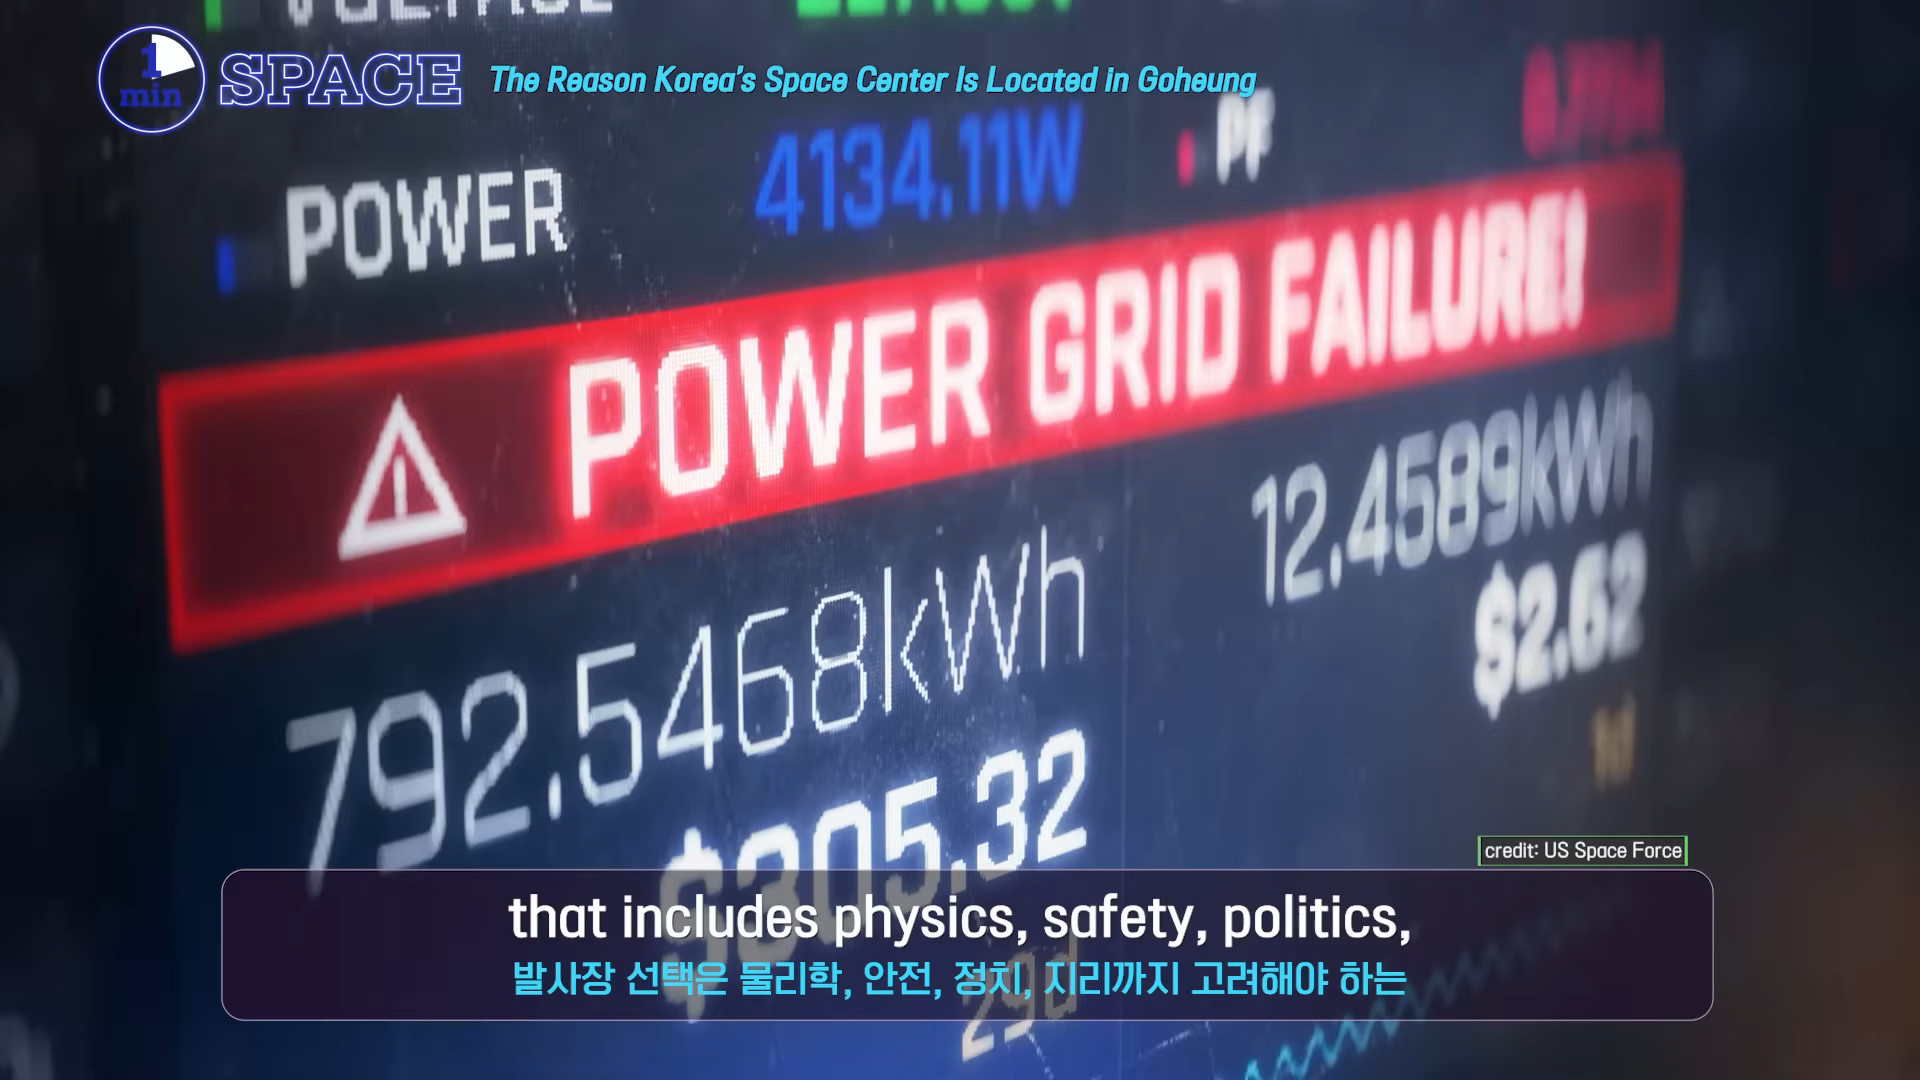 VOLTAGE
1
min
SPACE
The Reason Korea's Space Center Is Located in Goheung
POWER
4134.11W
PF
POWER GRID FAILURE!
792.5468kWh
12.4589kWh
$305.32
$2.62
29d
credit: US Space Force
that includes physics, safety, politics,
발사장 선택은 물리학, 안전, 정치, 지리까지 고려해야 하는